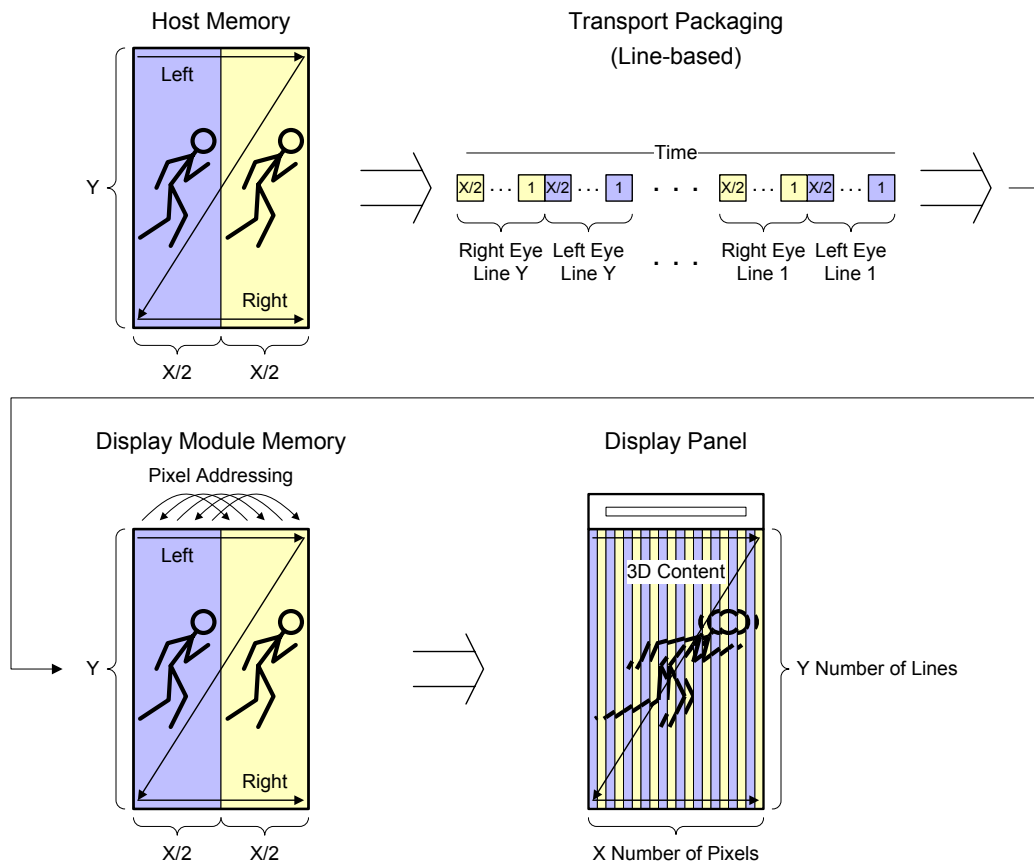 Host Memory
Transport Packaging
(Line-based)
Left
Y
Right
X/2 X/2
Time
X/2 . . . 1 X/2 . . . 1 . . . X/2 . . . 1 X/2 . . . 1
Right Eye Left Eye Right Eye Left Eye
Line Y Line Y . . . Line 1 Line 1
Display Module Memory
Pixel Addressing
Left
Y
Right
X/2 X/2
Display Panel
3D Content
Y Number of Lines
X Number of Pixels